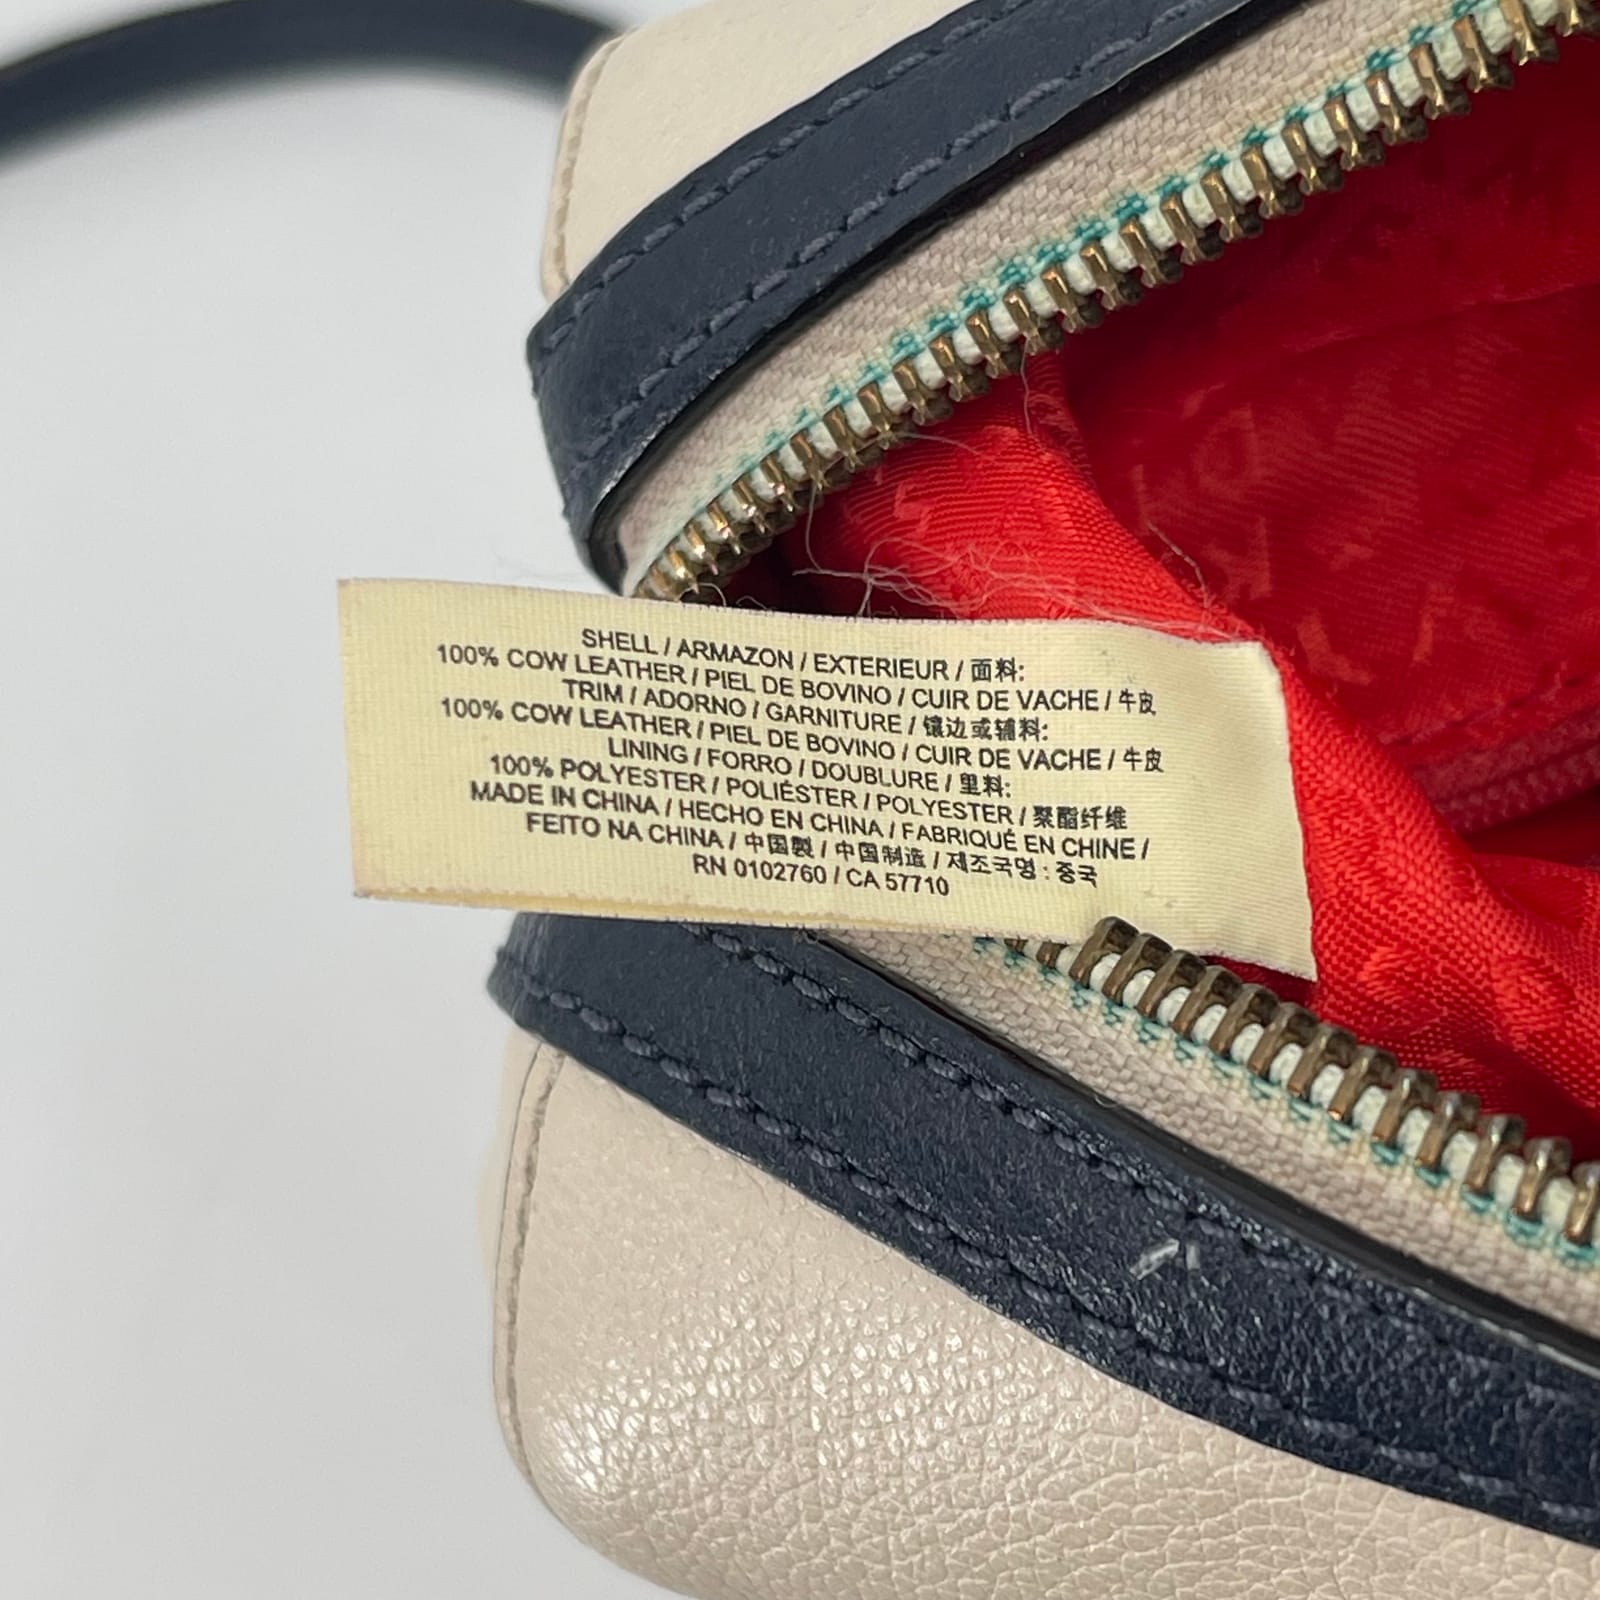 SHELL / ARMAZON / EXTERIEUR / 面料:
100% COW LEATHER / PIEL DE BOVINO / CUIR DE VACHE / 牛皮
TRIM / ADORNO / GARNITURE / 镶边或辅料:
100% COW LEATHER / PIEL DE BOVINO / CUIR DE VACHE / 牛皮
LINING / FORRO / DOUBLURE / 里料:
100% POLYESTER / POLIÉSTER / POLYESTER / 聚酯纤维
MADE IN CHINA / HECHO EN CHINA / FABRIQUÉ EN CHINE /
FEITO NA CHINA / 中国製 / 中国制造 / 제조국명 : 중국
RN 0102760 / CA 57710